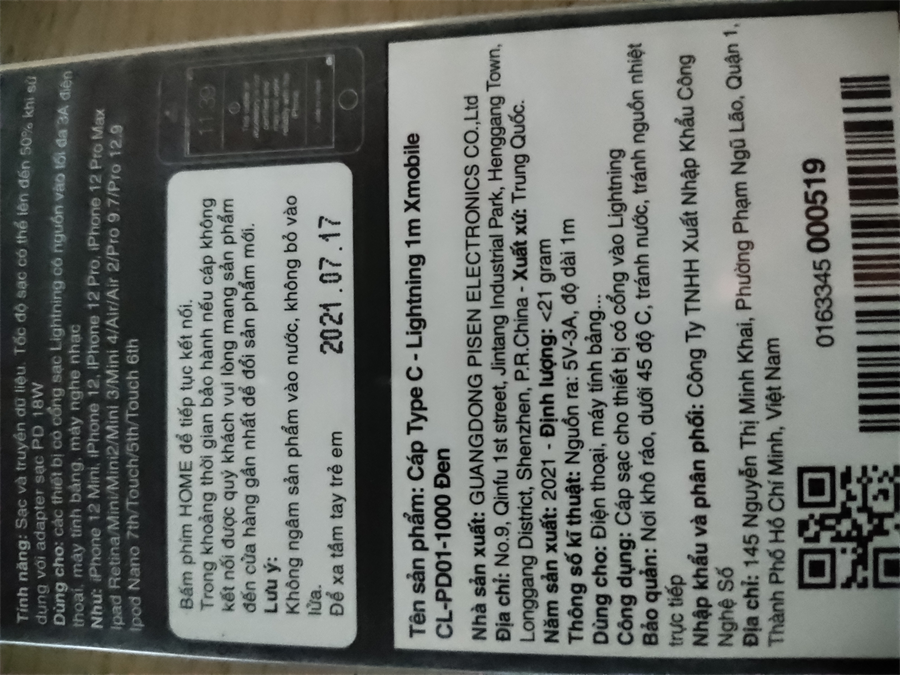 Tính năng: Sạc và truyền dữ liệu. Tốc độ sạc có thể lên đến 50% khi sử
dụng với adapter sạc PD 18W
Dùng cho: các thiết bị có cổng sạc Lightning có nguồn vào tối đa 3A điện
thoại, máy tính bảng, máy nghe nhạc
Như: iPhone 12 Mini, iPhone 12, iPhone 12 Pro, iPhone 12 Pro Max
Ipad Retina/Mini/Mini2/Mini 3/Mini 4/Air/Air 2/Pro 9.7/Pro 12.9
Ipod Nano 7th/Touch/5th/Touch 6th
11:39
Bấm phím HOME để tiếp tục kết nối.
Trong khoảng thời gian bảo hành nếu cáp không
kết nối được quý khách vui lòng mang sản phẩm
đến cửa hàng gần nhất để đổi sản phẩm mới.
Lưu ý:
Không ngâm sản phẩm vào nước, không bỏ vào
lửa.
Để xa tầm tay trẻ em
2021.07.17
Tên sản phẩm: Cáp Type C - Lightning 1m Xmobile
CL-PD01-1000 Đen
Nhà sản xuất: GUANGDONG PISEN ELECTRONICS CO.,Ltd
Địa chỉ: No.9, Qinfu 1st street, Jintang Industrial Park, Henggang Town,
Longgang District, Shenzhen, P.R.China - Xuất xứ: Trung Quốc.
Năm sản xuất: 2021 - Định lượng: <21 gram
Thông số kĩ thuật: Nguồn ra: 5V-3A, độ dài 1m
Dùng cho: Điện thoại, máy tính bảng...
Công dụng: Cáp sạc cho thiết bị có cổng vào Lightning
Bảo quản: Nơi khô ráo, dưới 45 độ C, tránh nước, tránh nguồn nhiệt
trực tiếp
Nhập khẩu và phân phối: Công Ty TNHH Xuất Nhập Khẩu Công
Nghệ Số
Địa chỉ: 145 Nguyễn Thị Minh Khai, Phường Phạm Ngũ Lão, Quận 1,
Thành Phố Hồ Chí Minh, Việt Nam
0163345 000519